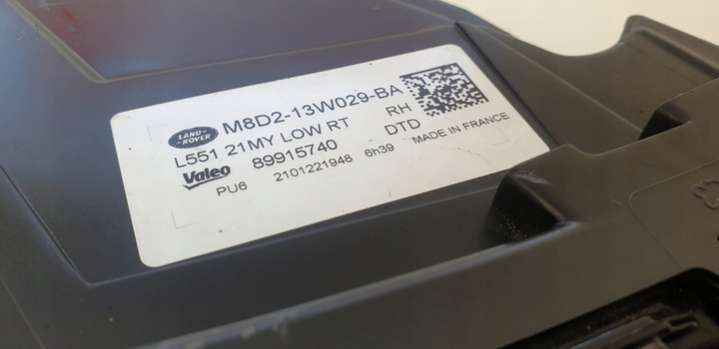 LAND-
ROVER
M8D2-13W029-BA
L551 21MY LOW RT
RH
Valeo
89915740
DTD
PU6
2101221948
6h39
MADE IN FRANCE